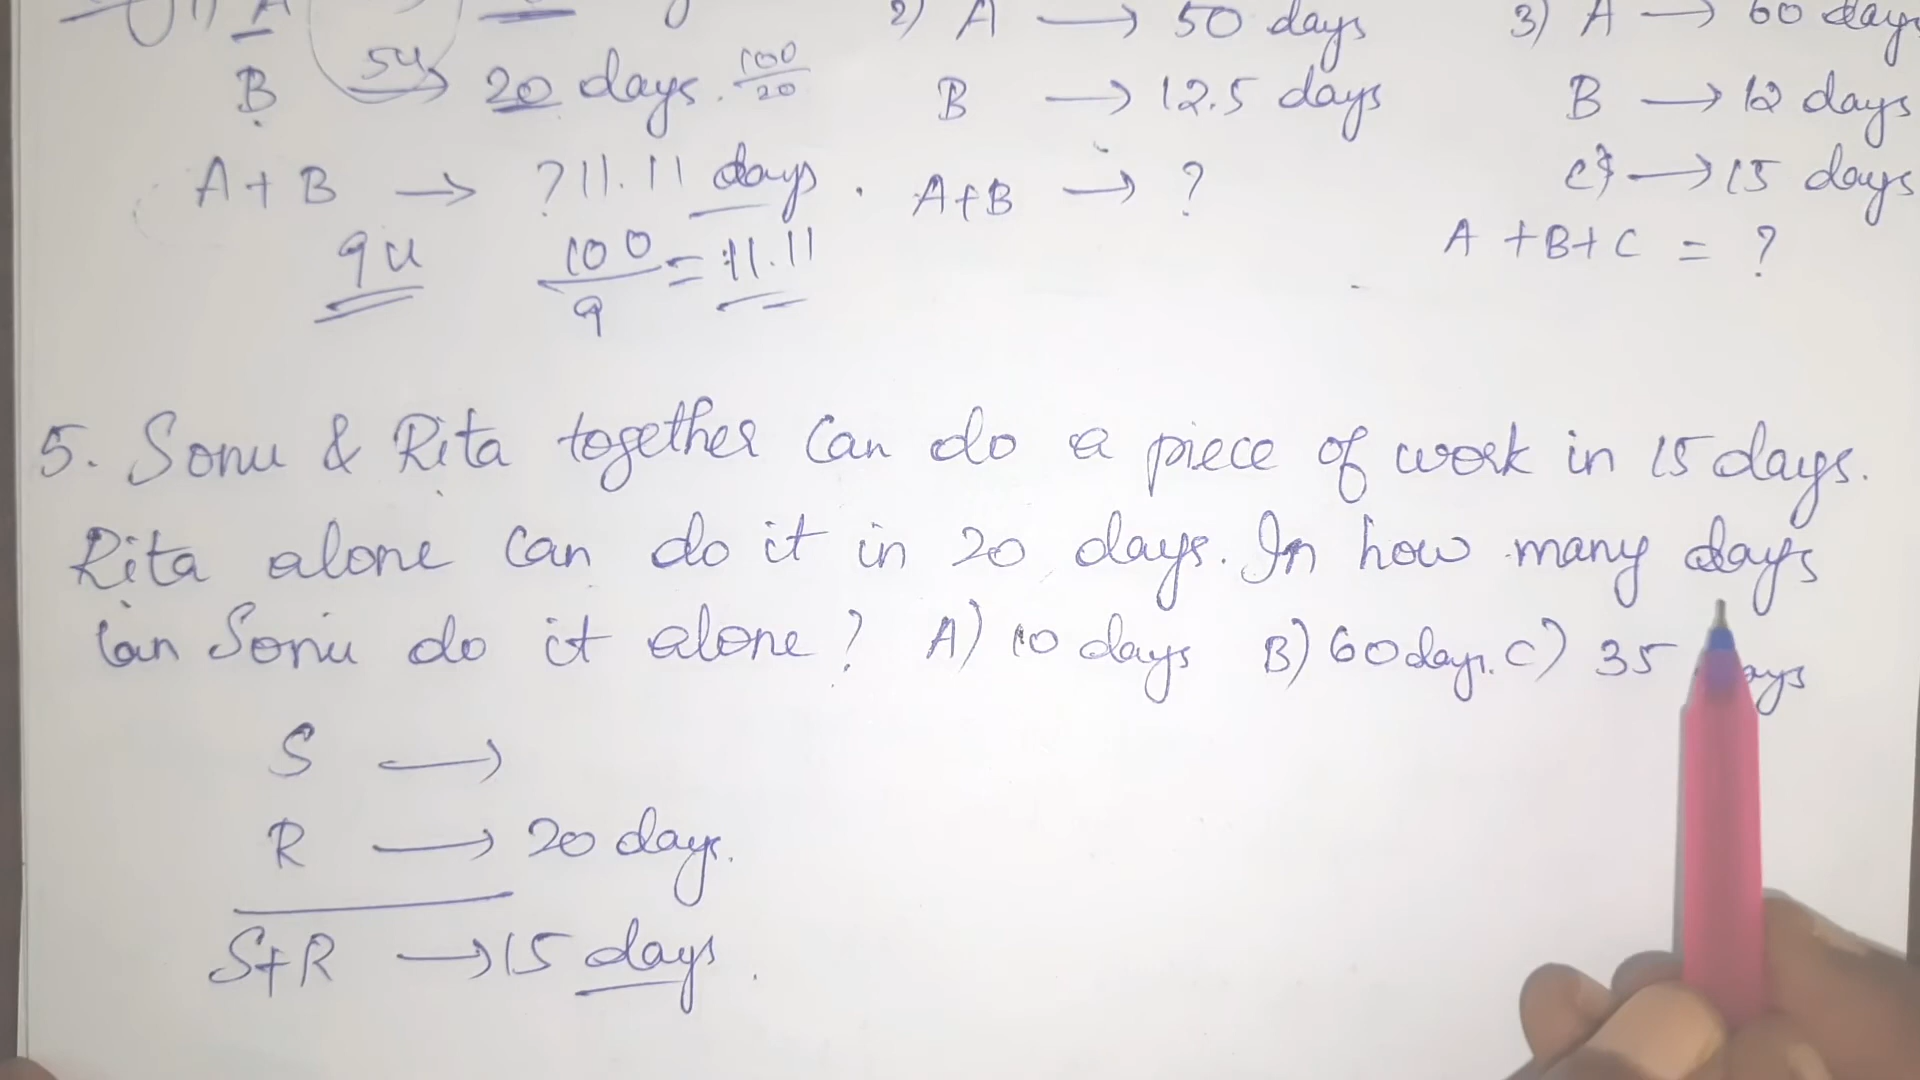 1) A
B 5u → 20 days. 100/20
A + B → ? 11.11 days.
9u 100/9 = 11.11
2) A → 50 days
B → 12.5 days
A+B → ?
3) A → 60 days
B → 12 days
C → 15 days
A + B + C = ?
5. Sonu & Rita together can do a piece of work in 15 days.
Rita alone can do it in 20 days. In how many days
can Sonu do it alone? A) 10 days B) 60 days. C) 35
S →
R → 20 days.
S+R → 15 days.